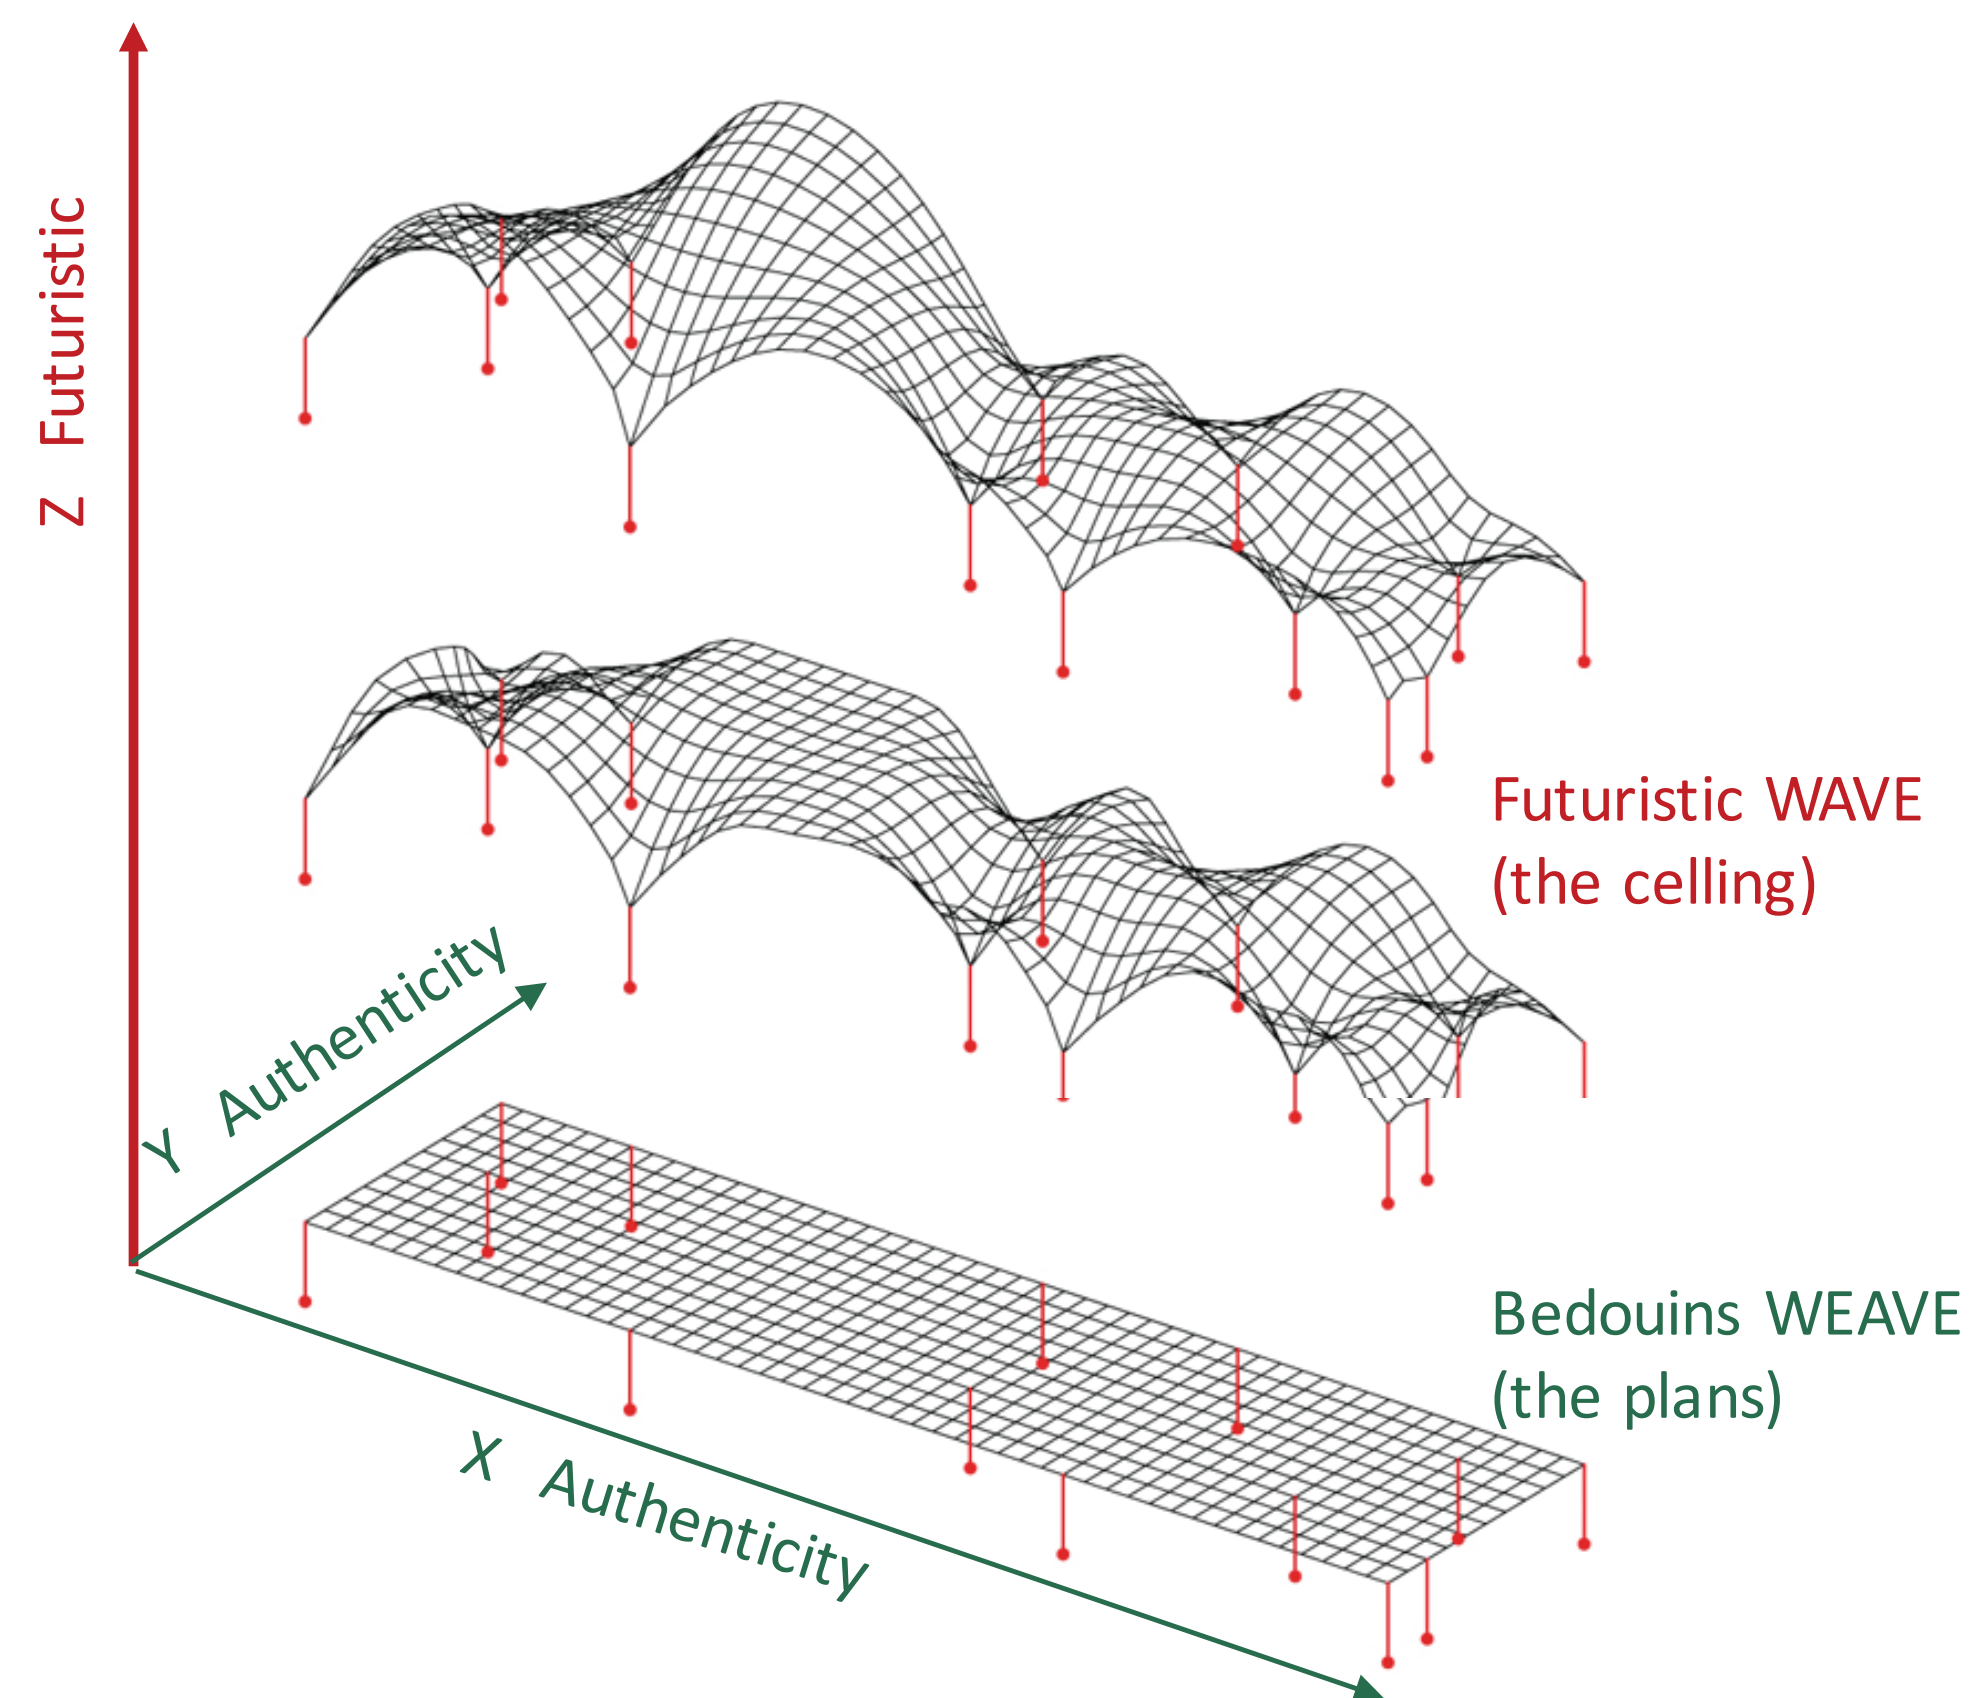 Z Futuristic
Futuristic WAVE
(the celling)
Y Authenticity
Bedouins WEAVE
(the plans)
X Authenticity